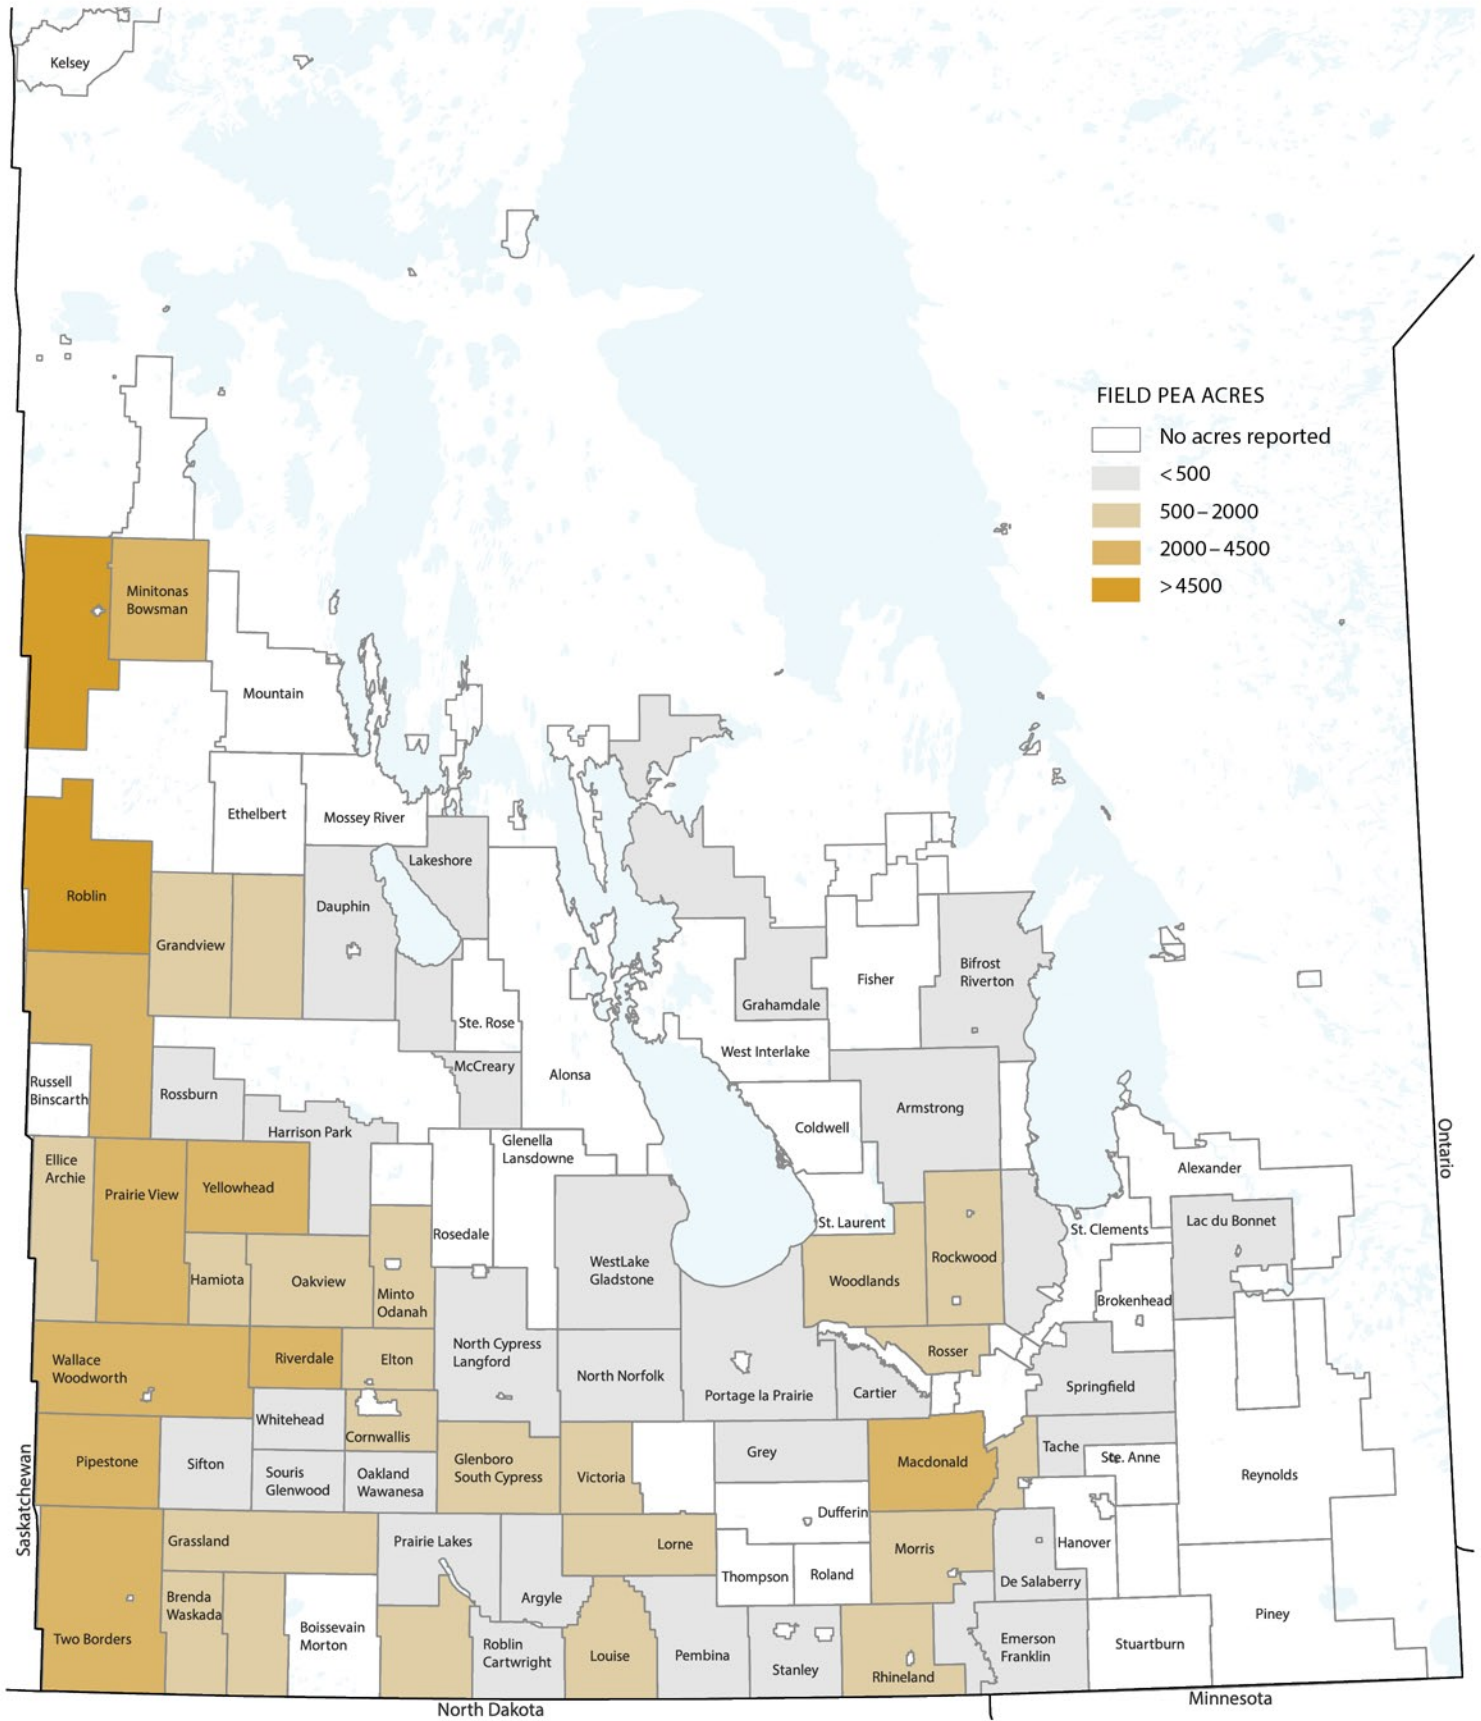 Kelsey
FIELD PEA ACRES
No acres reported
< 500
500 – 2000
2000 – 4500
> 4500
Minitonas
Bowsman
Mountain
Ethelbert
Mossey River
Lakeshore
Roblin
Dauphin
Grandview
Bifrost
Riverton
Fisher
Grahamdale
Ste. Rose
West Interlake
McCreary
Alonsa
Russell
Binscarth
Rossburn
Armstrong
Coldwell
Harrison Park
Glenella
Lansdowne
Ontario
Ellice
Archie
Prairie View
Yellowhead
Alexander
Rosedale
St. Laurent
St. Clements
Lac du Bonnet
Hamiota
Oakview
Minto
Odanah
WestLake
Gladstone
Woodlands
Rockwood
Brokenhead
Wallace
Woodworth
Riverdale
Elton
North Cypress
Langford
North Norfolk
Portage la Prairie
Cartier
Rosser
Springfield
Whitehead
Cornwallis
Pipestone
Sifton
Souris
Glenwood
Oakland
Wawanesa
Glenboro
South Cypress
Victoria
Grey
Macdonald
Tache
Ste. Anne
Reynolds
Saskatchewan
Grassland
Prairie Lakes
Lorne
Dufferin
Morris
Hanover
Thompson
Roland
De Salaberry
Brenda
Waskada
Argyle
Two Borders
Boissevain
Morton
Roblin
Cartwright
Louise
Pembina
Stanley
Rhineland
Emerson
Franklin
Stuartburn
Piney
North Dakota
Minnesota